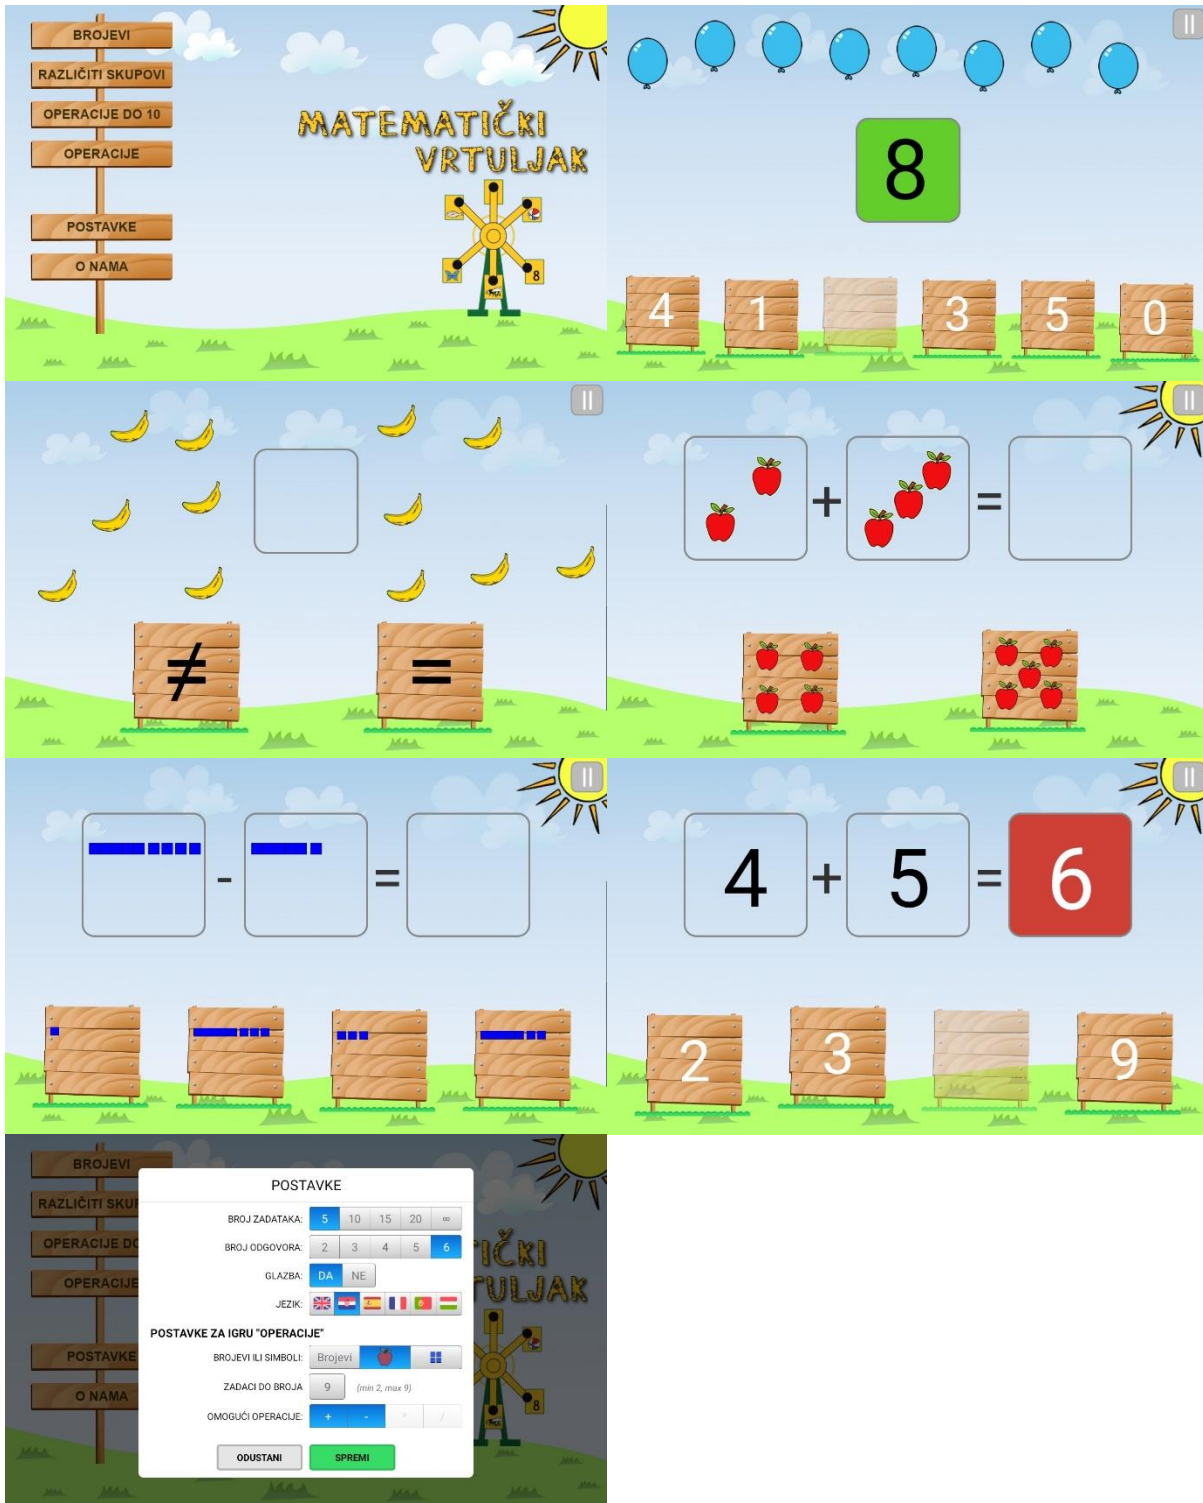 BROJEVI
RAZLIČITI SKUPOVI
OPERACIJE DO 10
OPERACIJE
POSTAVKE
O NAMA
MATEMATIČKI
VRTULJAK
8
8
4 1 3 5 0
≠ =
+ =
- =
4 + 5 = 6
2 3 9
BROJEVI
RAZLIČITI SKUP
OPERACIJE DO
OPERACIJE
POSTAVKE
O NAMA
TIČKI
RTULJAK
8
POSTAVKE
BROJ ZADATAKA: 5 10 15 20 ∞
BROJ ODGOVORA: 2 3 4 5 6
GLAZBA: DA NE
JEZIK:
POSTAVKE ZA IGRU "OPERACIJE"
BROJEVI ILI SIMBOLI: Brojevi
ZADACI DO BROJA 9 (min 2, max 9)
OMOGUĆI OPERACIJE: + - * /
ODUSTANI SPREMI